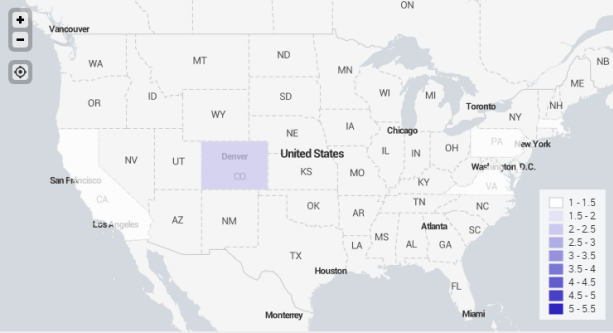 ON
+
Vancouver
−
WA
MT
ND
MN
NB
ME
OR
ID
WY
SD
WI
MI
Toronto
NH
NY
NE
IA
Chicago
NV
UT
Denver
CO
United States
IL
IN
OH
PA
New York
San Francisco
CA
KS
MO
KY
Washington, D.C.
VA
Los Angeles
AZ
NM
OK
AR
TN
NC
TX
LA
MS
AL
Atlanta
GA
SC
Houston
FL
Monterrey
Miami
1 - 1.5
1.5 - 2
2 - 2.5
2.5 - 3
3 - 3.5
3.5 - 4
4 - 4.5
4.5 - 5
5 - 5.5